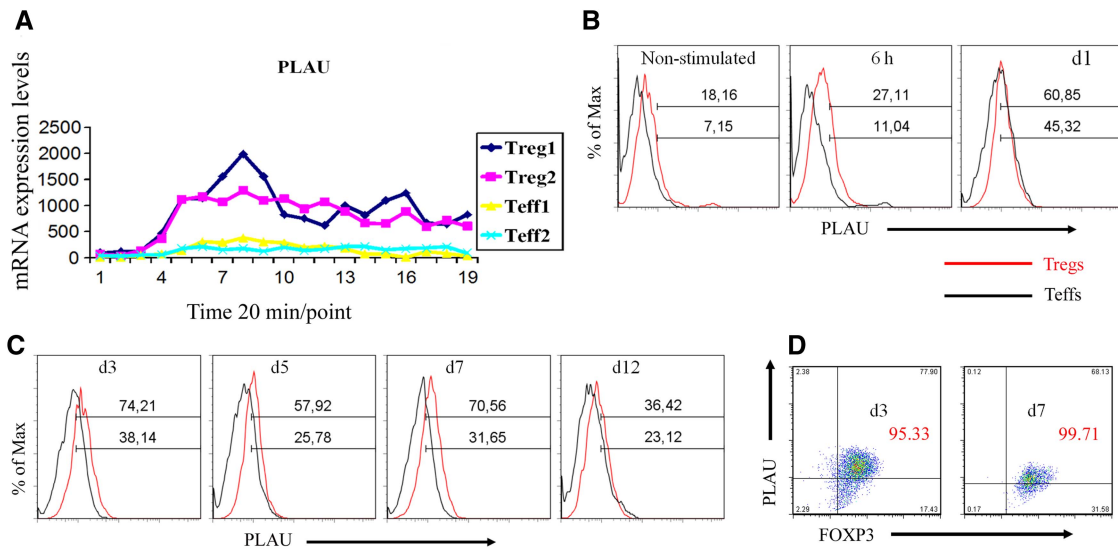 A
PLAU
mRNA expression levels
2500
2000
1500
1000
500
0
1 4 7 10 13 16 19
Time 20 min/point
Treg1
Treg2
Teff1
Teff2
B
% of Max
Non-stimulated
18,16
7,15
6 h
27,11
11,04
d1
60,85
45,32
PLAU
Tregs
Teffs
C
% of Max
d3
74,21
38,14
d5
57,92
25,78
d7
70,56
31,65
d12
36,42
23,12
PLAU
D
PLAU
2.38 77.90
d3
95.33
2.29 17.43
0.12 68.13
d7
99.71
0.17 31.58
FOXP3